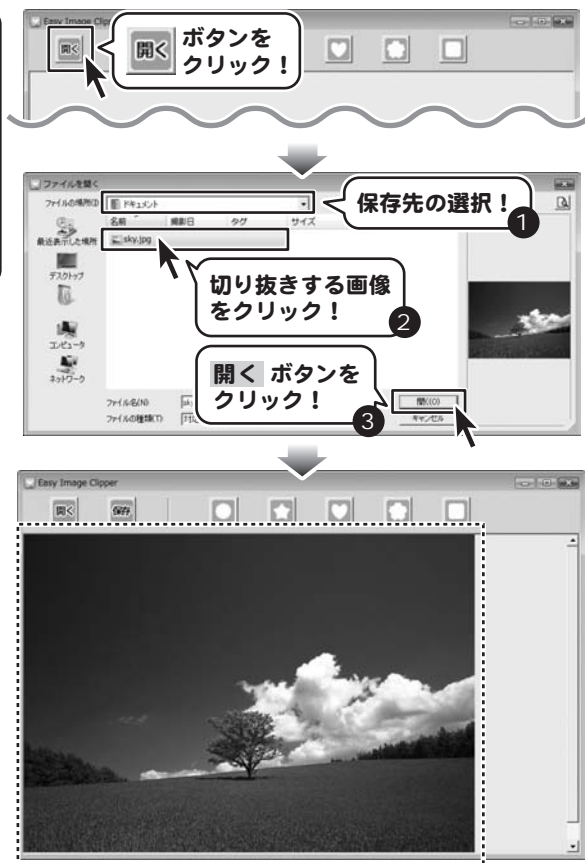 Easy Image Clipper
開く
開く ボタンを
クリック！
ファイルを開く
ファイルの場所(I)
ドキュメント
保存先の選択！
1
名前 撮影日 タグ サイズ
最近表示した場所
sky.jpg
デスクトップ
切り抜きする画像
をクリック！
2
コンピュータ
ネットワーク
開く ボタンを
クリック！
3
ファイル名(N)
開く(O)
ファイルの種類(T)
キャンセル
Easy Image Clipper
開く 保存